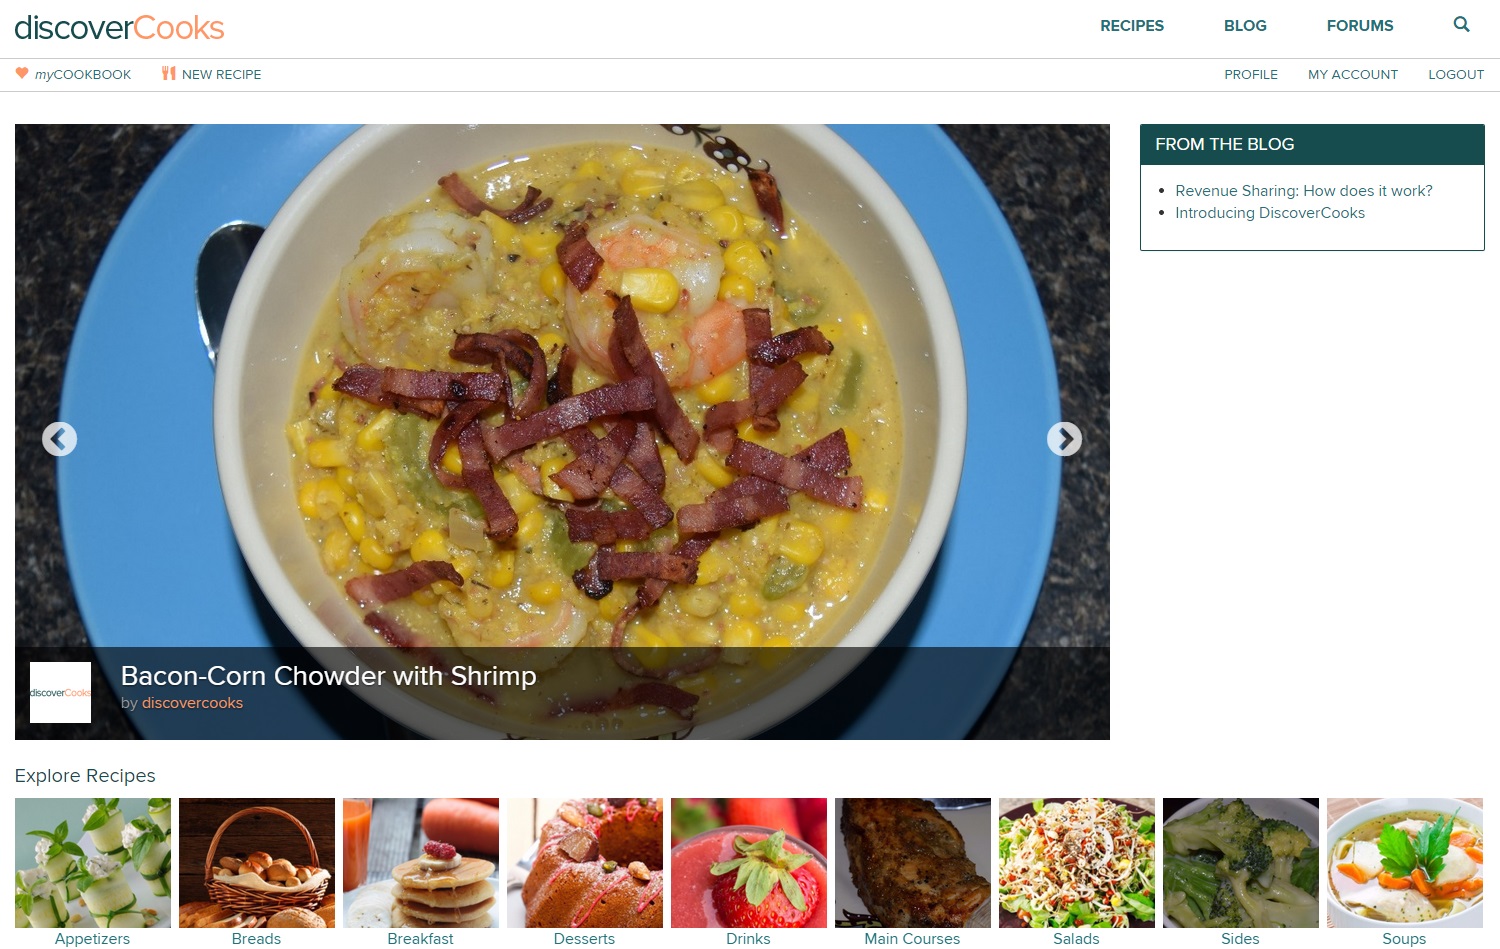 discoverCooks
RECIPES BLOG FORUMS
myCOOKBOOK NEW RECIPE PROFILE MY ACCOUNT LOGOUT
FROM THE BLOG
Revenue Sharing: How does it work?
Introducing DiscoverCooks
discoverCooks
Bacon-Corn Chowder with Shrimp
by discovercooks
Explore Recipes
Appetizers Breads Breakfast Desserts Drinks Main Courses Salads Sides Soups